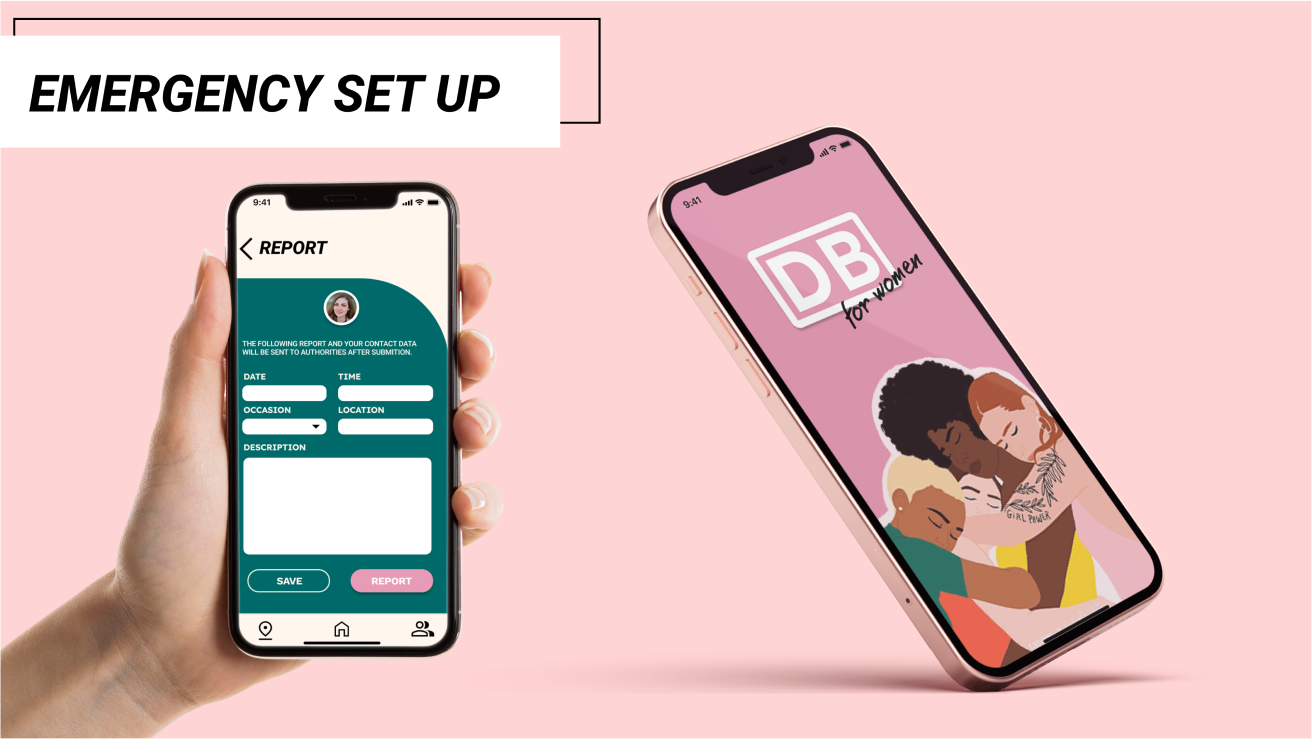 EMERGENCY SET UP
9:41
REPORT
THE FOLLOWING REPORT AND YOUR CONTACT DATA
WILL BE SENT TO AUTHORITIES AFTER SUBMITION.
DATE TIME
OCCASION LOCATION
DESCRIPTION
SAVE REPORT
9:41
DB
for women
GIRL POWER